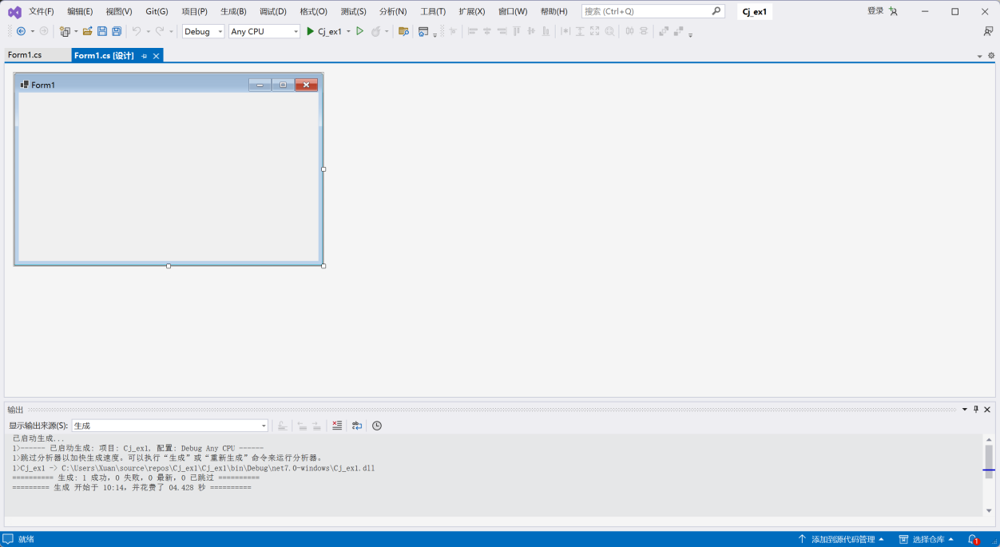 文件(F) 编辑(E) 视图(V) Git(G) 项目(P) 生成(B) 调试(D) 格式(O) 测试(S) 分析(N) 工具(T) 扩展(X) 窗口(W) 帮助(H) 搜索 (Ctrl+Q) Cj_ex1 登录
Debug Any CPU Cj_ex1
Form1.cs Form1.cs [设计]
Form1
输出
显示输出来源(S): 生成
已启动生成...
1>------ 已启动生成: 项目: Cj_ex1, 配置: Debug Any CPU ------
1>跳过分析器以加快生成速度。可以执行“生成”或“重新生成”命令来运行分析器。
1>Cj_ex1 -> C:\Users\Xuan\source\repos\Cj_ex1\Cj_ex1\bin\Debug\net7.0-windows\Cj_ex1.dll
========== 生成: 1 成功，0 失败，0 最新，0 已跳过 ==========
========= 生成 开始于 10:14，并花费了 04.428 秒 ==========
就绪 添加到源代码管理 选择仓库 1